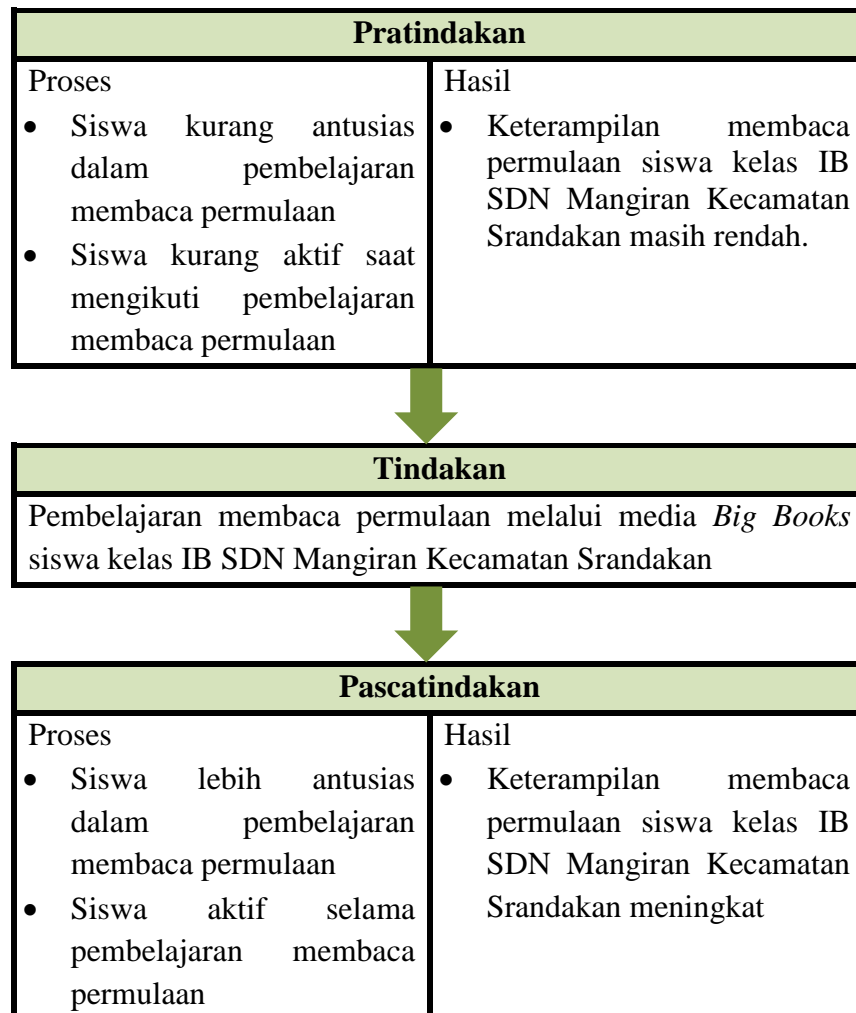 Pratindakan
Proses
• Siswa kurang antusias
dalam pembelajaran
membaca permulaan
• Siswa kurang aktif saat
mengikuti pembelajaran
membaca permulaan
Hasil
• Keterampilan membaca
permulaan siswa kelas IB
SDN Mangiran Kecamatan
Srandakan masih rendah.
Tindakan
Pembelajaran membaca permulaan melalui media Big Books
siswa kelas IB SDN Mangiran Kecamatan Srandakan
Pascatindakan
Proses
• Siswa lebih antusias
dalam pembelajaran
membaca permulaan
• Siswa aktif selama
pembelajaran membaca
permulaan
Hasil
• Keterampilan membaca
permulaan siswa kelas IB
SDN Mangiran Kecamatan
Srandakan meningkat